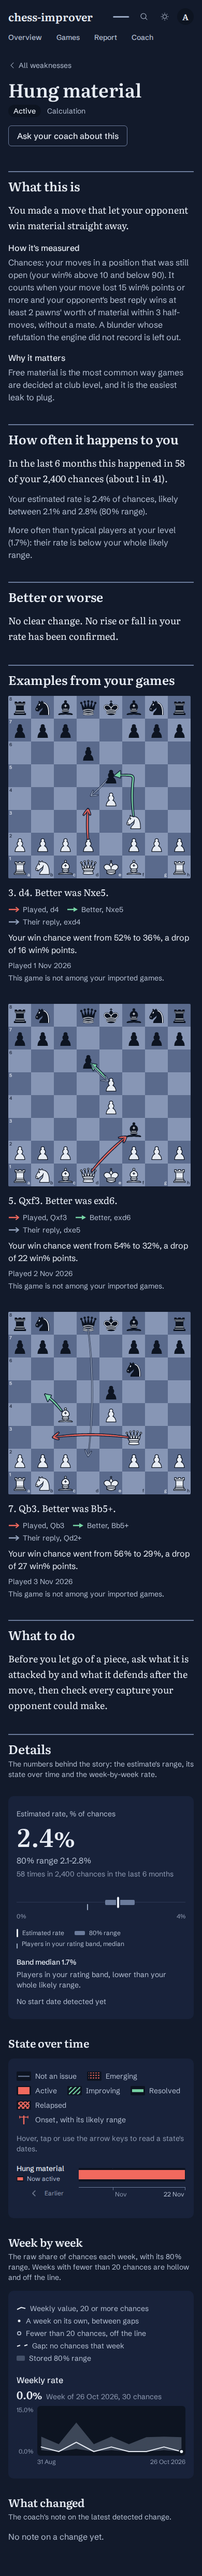 chess-improver
A
Overview Games Report Coach
All weaknesses
Hung material
Active Calculation
Ask your coach about this
What this is
You made a move that let your opponent
win material straight away.
How it's measured
Chances: your moves in a position that was still
open (your win% above 10 and below 90). It
counts when your move lost 15 win% points or
more and your opponent's best reply wins at
least 2 pawns' worth of material within 3 half-
moves, without a mate. A blunder whose
refutation the engine did not record is left out.
Why it matters
Free material is the most common way games
are decided at club level, and it is the easiest
leak to plug.
How often it happens to you
In the last 6 months this happened in 58
of your 2,400 chances (about 1 in 41).
Your estimated rate is 2.4% of chances, likely
between 2.1% and 2.8% (80% range).
More often than typical players at your level
(1.7%): their rate is below your whole likely
range.
Better or worse
No clear change. No rise or fall in your
rate has been confirmed.
Examples from your games
3. d4. Better was Nxe5.
Played, d4 Better, Nxe5
Their reply, exd4
Your win chance went from 52% to 36%, a drop
of 16 win% points.
Played 1 Nov 2026
This game is not among your imported games.
5. Qxf3. Better was exd6.
Played, Qxf3 Better, exd6
Their reply, dxe5
Your win chance went from 54% to 32%, a drop
of 22 win% points.
Played 2 Nov 2026
This game is not among your imported games.
7. Qb3. Better was Bb5+.
Played, Qb3 Better, Bb5+
Their reply, Qd2+
Your win chance went from 56% to 29%, a drop
of 27 win% points.
Played 3 Nov 2026
This game is not among your imported games.
What to do
Before you let go of a piece, ask what it is
attacked by and what it defends after the
move, then check every capture your
opponent could make.
Details
The numbers behind the story: the estimate's range, its
state over time and the week-by-week rate.
Estimated rate, % of chances
2.4%
80% range 2.1–2.8%
58 times in 2,400 chances in the last 6 months
0% 4%
Estimated rate 80% range
Players in your rating band, median
Band median 1.7%
Players in your rating band, lower than your
whole likely range.
No start date detected yet
State over time
Not an issue Emerging
Active Improving Resolved
Relapsed
Onset, with its likely range
Hover, tap or use the arrow keys to read a state's
dates.
Hung material
Now active
Earlier Nov 22 Nov
Week by week
The raw share of chances each week, with its 80%
range. Weeks with fewer than 20 chances are hollow
and off the line.
Weekly value, 20 or more chances
A week on its own, between gaps
Fewer than 20 chances, off the line
Gap: no chances that week
Stored 80% range
Weekly rate
0.0% Week of 26 Oct 2026, 30 chances
15.0%
0.0%
31 Aug 26 Oct 2026
What changed
The coach's note on the latest detected change.
No note on a change yet.